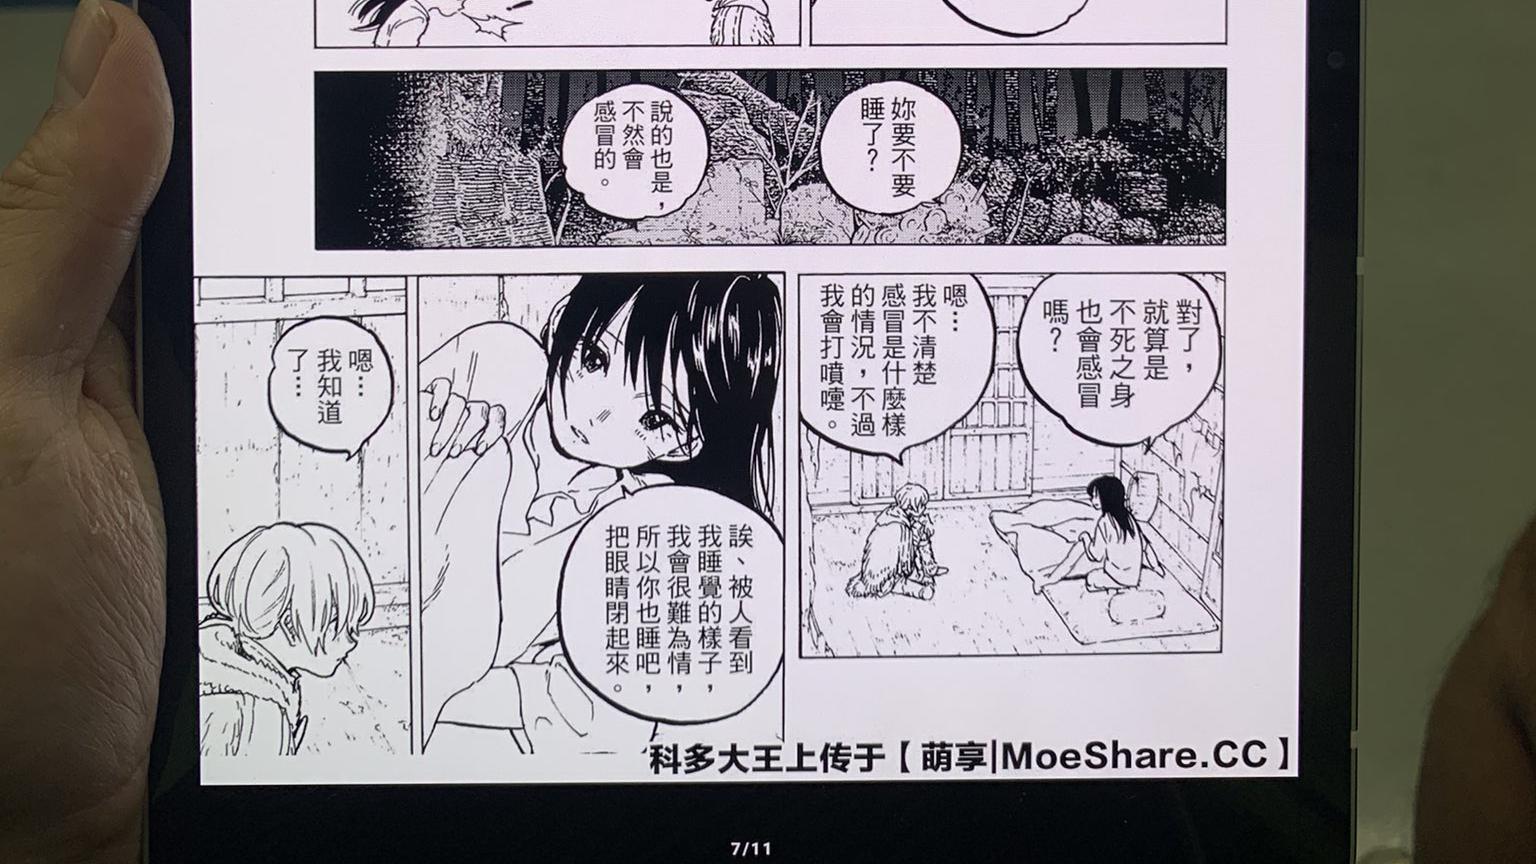 妳要不要
睡了？
說的也是，
不然會
感冒的。
對了，
就算是
不死之身
也會感冒
嗎？
嗯…
我不清楚
感冒是什麼樣
的情況，不過
我會打噴嚏。
誒、被人看到
我睡覺的樣子，
我會很難為情，
所以你也睡吧，
把眼睛閉起來。
嗯…
我知道
了…
科多大王上传于【萌享|MoeShare.CC】
7/11